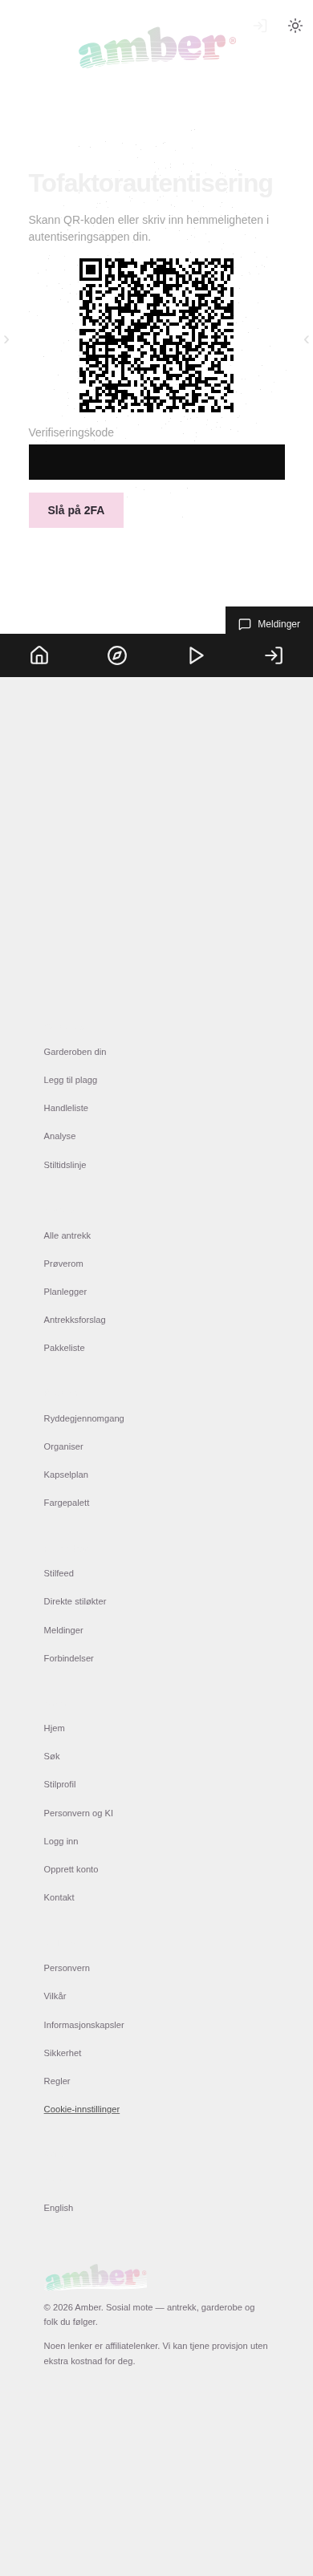 amber®
Tofaktorautentisering
Skann QR-koden eller skriv inn hemmeligheten i
autentiseringsappen din.
Verifiseringskode
Slå på 2FA
Meldinger
Garderoben din
Legg til plagg
Handleliste
Analyse
Stiltidslinje
Alle antrekk
Prøverom
Planlegger
Antrekksforslag
Pakkeliste
Ryddegjennomgang
Organiser
Kapselplan
Fargepalett
Stilfeed
Direkte stiløkter
Meldinger
Forbindelser
Hjem
Søk
Stilprofil
Personvern og KI
Logg inn
Opprett konto
Kontakt
Personvern
Vilkår
Informasjonskapsler
Sikkerhet
Regler
Cookie-innstillinger
English
amber
© 2026 Amber. Sosial mote — antrekk, garderobe og
folk du følger.
Noen lenker er affiliatelenker. Vi kan tjene provisjon uten
ekstra kostnad for deg.